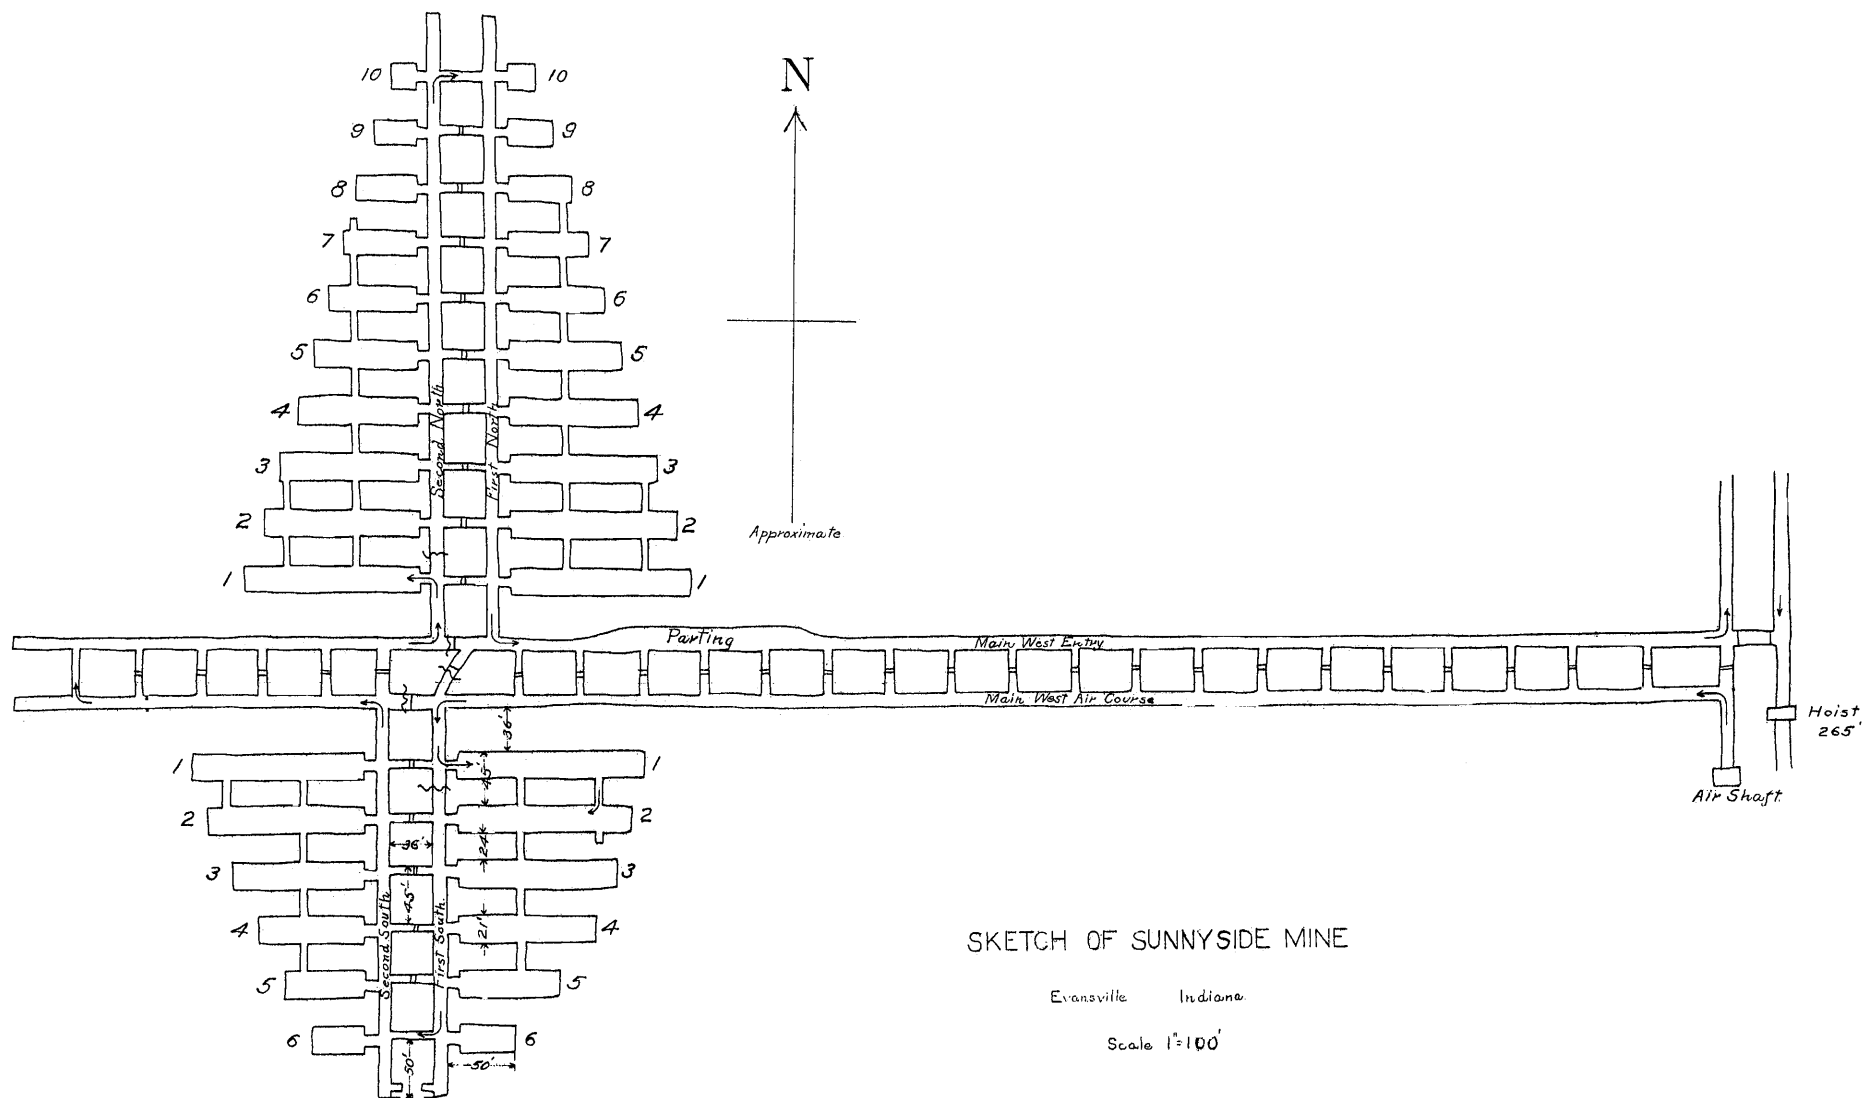 N
10 10
9 9
8 8
7 7
6 6
5 5
4 4
3 3
2 2
1 1
Second North
First North
Approximate
Parting
Main West Entry
Main West Air Course
Hoist
265'
Air Shaft.
36'
1 1
45'
2 2
36'
24'
3 3
45'
21'
4 4
5 5
6 6
Second South
First South.
50'
50'
SKETCH OF SUNNYSIDE MINE
Evansville Indiana.
Scale 1"=100'